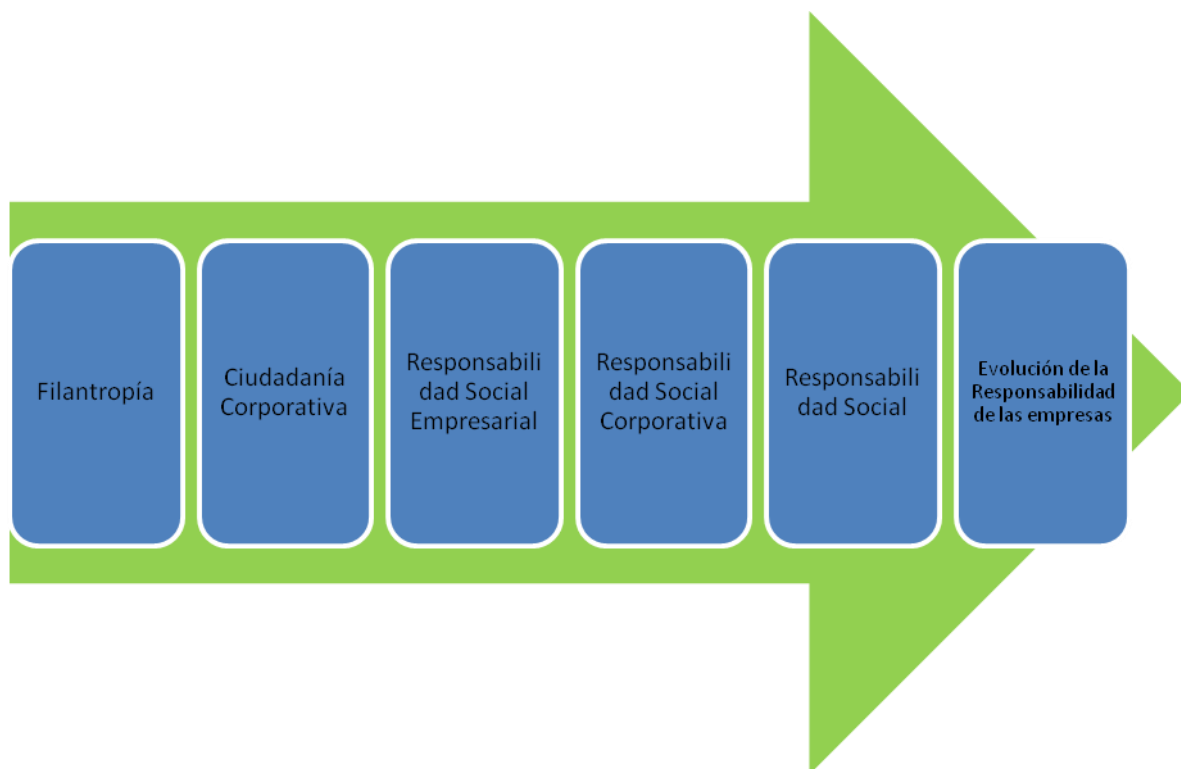 Filantropía
Ciudadanía
Corporativa
Responsabili
dad Social
Empresarial
Responsabili
dad Social
Corporativa
Responsabili
dad Social
Evolución de la
Responsabilidad
de las empresas